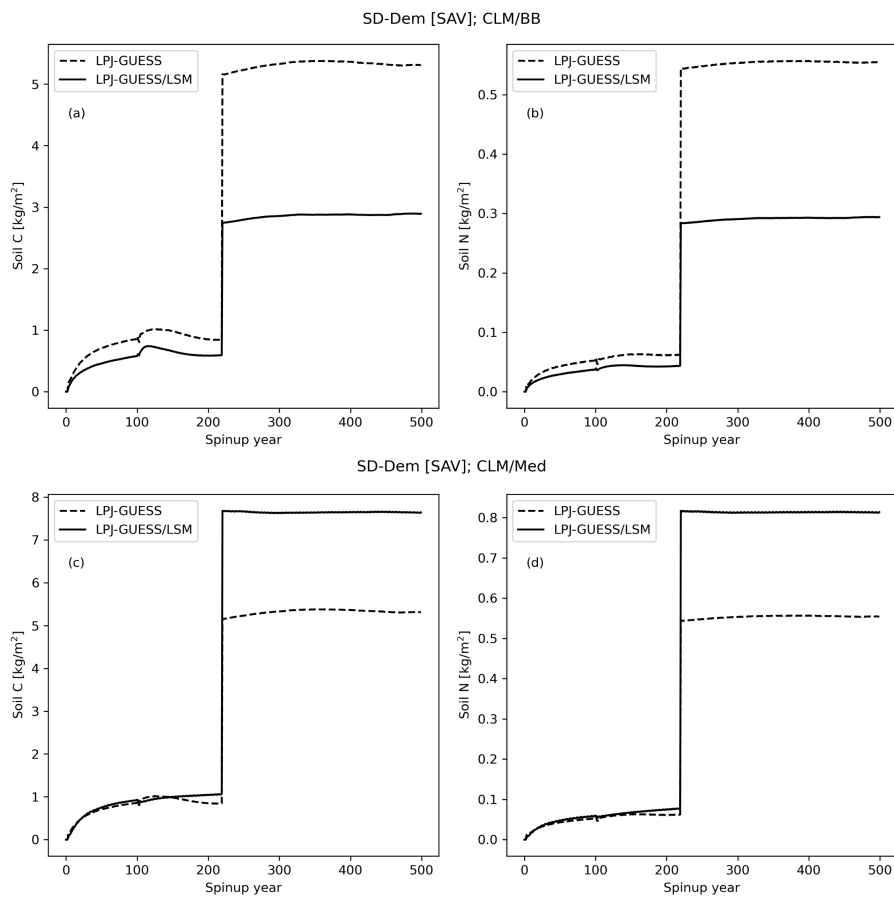 SD-Dem [SAV]; CLM/BB
LPJ-GUESS
LPJ-GUESS/LSM
(a)
Soil C [kg/m²]
5
4
3
2
1
0
0 100 200 300 400 500
Spinup year
LPJ-GUESS
LPJ-GUESS/LSM
(b)
Soil N [kg/m²]
0.5
0.4
0.3
0.2
0.1
0.0
0 100 200 300 400 500
Spinup year
SD-Dem [SAV]; CLM/Med
LPJ-GUESS
LPJ-GUESS/LSM
(c)
Soil C [kg/m²]
8
7
6
5
4
3
2
1
0
0 100 200 300 400 500
Spinup year
LPJ-GUESS
LPJ-GUESS/LSM
(d)
Soil N [kg/m²]
0.8
0.7
0.6
0.5
0.4
0.3
0.2
0.1
0.0
0 100 200 300 400 500
Spinup year